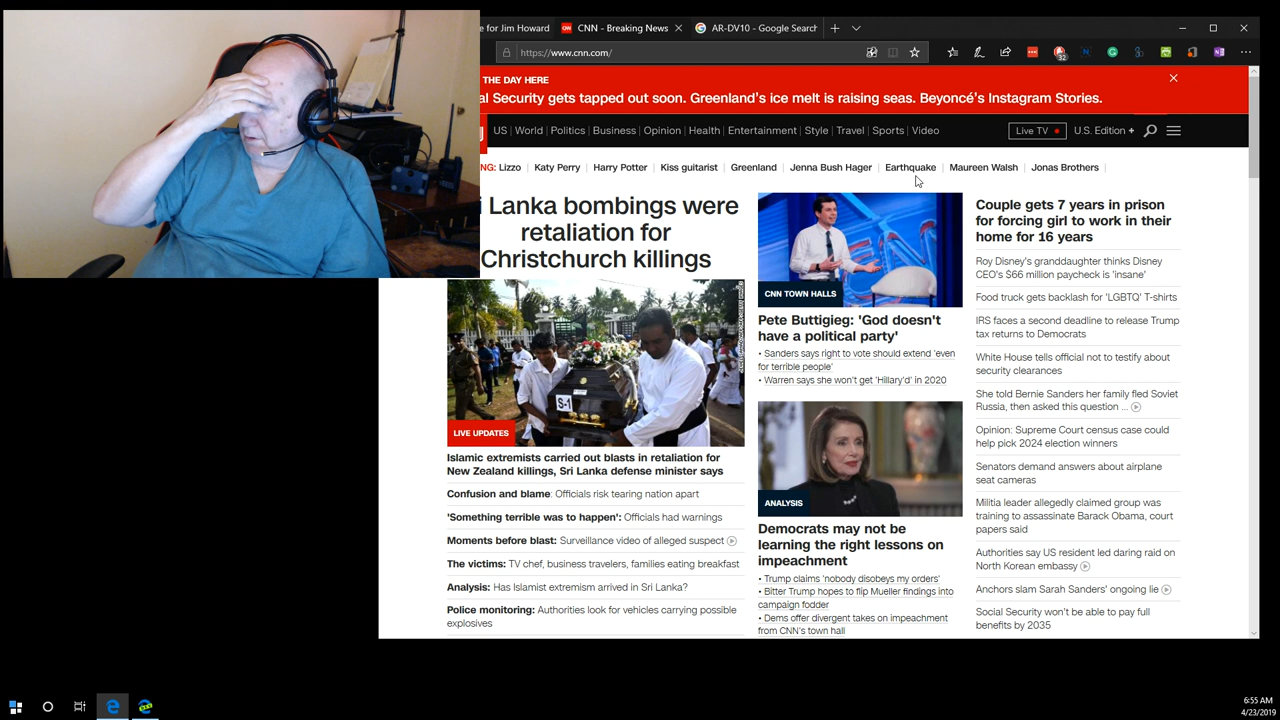 e for Jim Howard
CNN - Breaking News
AR-DV10 - Google Search
https://www.cnn.com/
32
THE DAY HERE
al Security gets tapped out soon. Greenland's ice melt is raising seas. Beyoncé's Instagram Stories.
US | World | Politics | Business | Opinion | Health | Entertainment | Style | Travel | Sports | Video
Live TV
U.S. Edition +
NG: Lizzo | Katy Perry | Harry Potter | Kiss guitarist | Greenland | Jenna Bush Hager | Earthquake | Maureen Walsh | Jonas Brothers |
i Lanka bombings were
retaliation for
Christchurch killings
S-1
LIVE UPDATES
Islamic extremists carried out blasts in retaliation for
New Zealand killings, Sri Lanka defense minister says
Confusion and blame: Officials risk tearing nation apart
'Something terrible was to happen': Officials had warnings
Moments before blast: Surveillance video of alleged suspect
The victims: TV chef, business travelers, families eating breakfast
Analysis: Has Islamist extremism arrived in Sri Lanka?
Police monitoring: Authorities look for vehicles carrying possible
explosives
CNN TOWN HALLS
Pete Buttigieg: 'God doesn't
have a political party'
• Sanders says right to vote should extend 'even
for terrible people'
• Warren says she won't get 'Hillary'd' in 2020
ANALYSIS
Democrats may not be
learning the right lessons on
impeachment
• Trump claims 'nobody disobeys my orders'
• Bitter Trump hopes to flip Mueller findings into
campaign fodder
• Dems offer divergent takes on impeachment
from CNN's town hall
Couple gets 7 years in prison
for forcing girl to work in their
home for 16 years
Roy Disney's granddaughter thinks Disney
CEO's $66 million paycheck is 'insane'
Food truck gets backlash for 'LGBTQ' T-shirts
IRS faces a second deadline to release Trump
tax returns to Democrats
White House tells official not to testify about
security clearances
She told Bernie Sanders her family fled Soviet
Russia, then asked this question ...
Opinion: Supreme Court census case could
help pick 2024 election winners
Senators demand answers about airplane
seat cameras
Militia leader allegedly claimed group was
training to assassinate Barack Obama, court
papers said
Authorities say US resident led daring raid on
North Korean embassy
Anchors slam Sarah Sanders' ongoing lie
Social Security won't be able to pay full
benefits by 2035
6:55 AM
4/23/2019